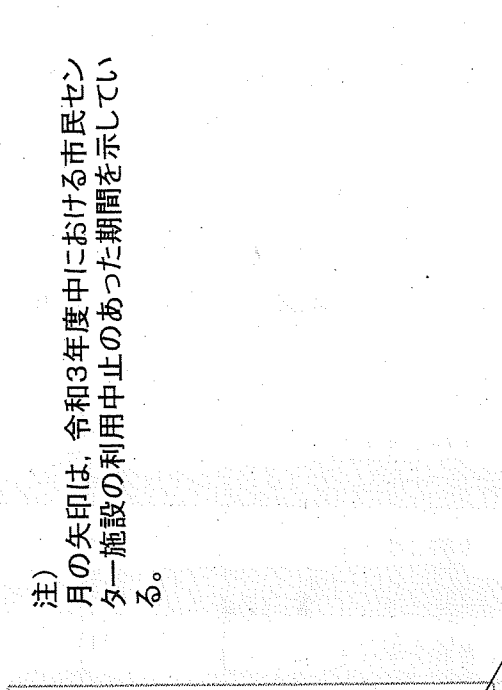 注）
月の矢印は，令和3年度中における市民セン
ター施設の利用中止のあった期間を示してい
る。